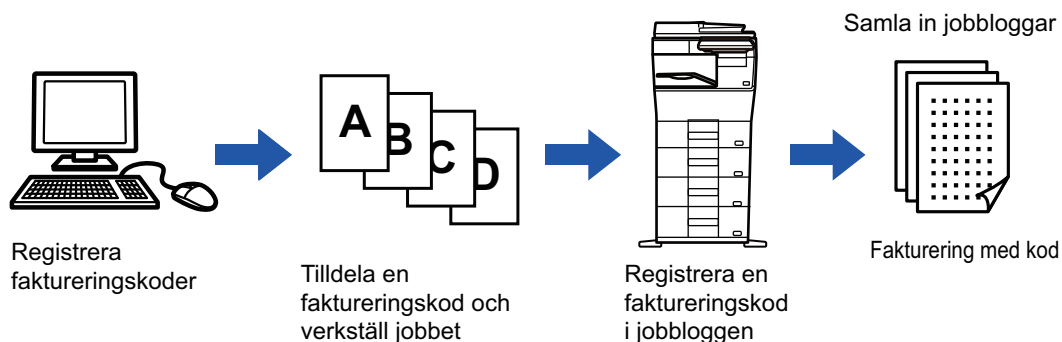 Samla in jobbloggar
A
B
C
D
Registrera
faktureringskoder
Tilldela en
faktureringskod och
verkställ jobbet
Registrera en
faktureringskod
i jobbloggen
Fakturering med kod